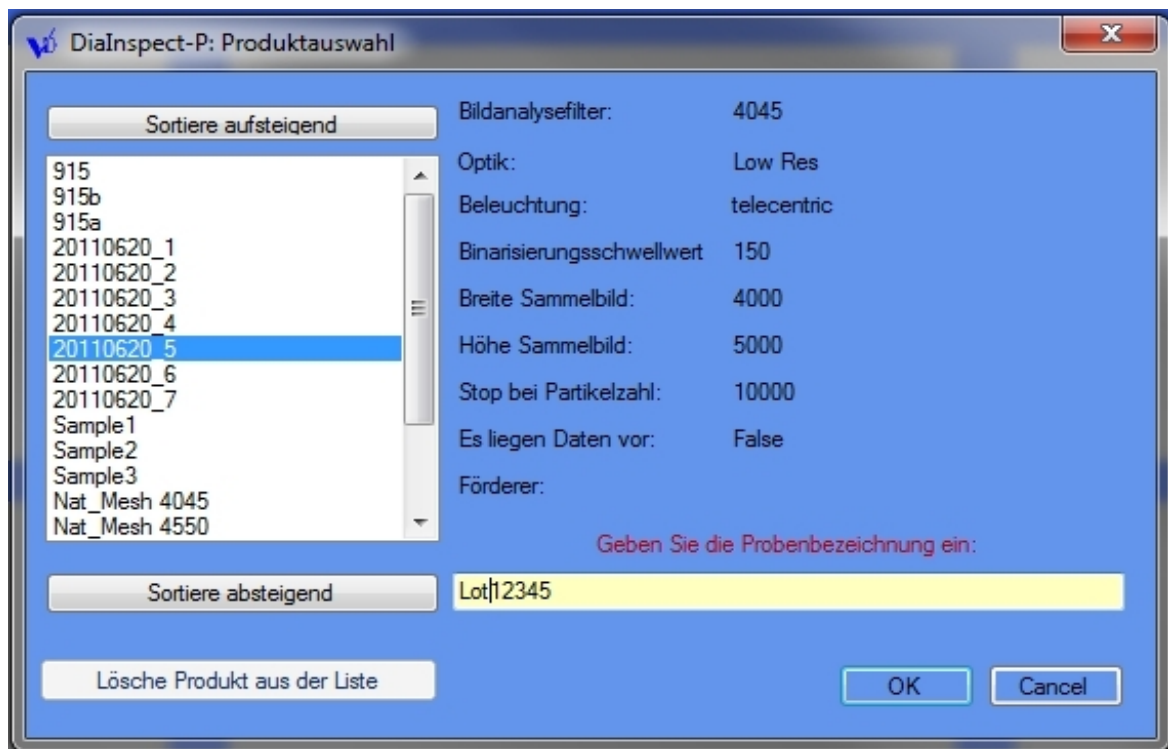 DiaInspect-P: Produktauswahl
Sortiere aufsteigend
915
915b
915a
20110620_1
20110620_2
20110620_3
20110620_4
20110620_5
20110620_6
20110620_7
Sample1
Sample2
Sample3
Nat_Mesh 4045
Nat_Mesh 4550
Sortiere absteigend
Lösche Produkt aus der Liste
Bildanalysefilter: 4045
Optik: Low Res
Beleuchtung: telecentric
Binarisierungsschwellwert 150
Breite Sammelbild: 4000
Höhe Sammelbild: 5000
Stop bei Partikelzahl: 10000
Es liegen Daten vor: False
Förderer:
Geben Sie die Probenbezeichnung ein:
Lot12345
OK Cancel